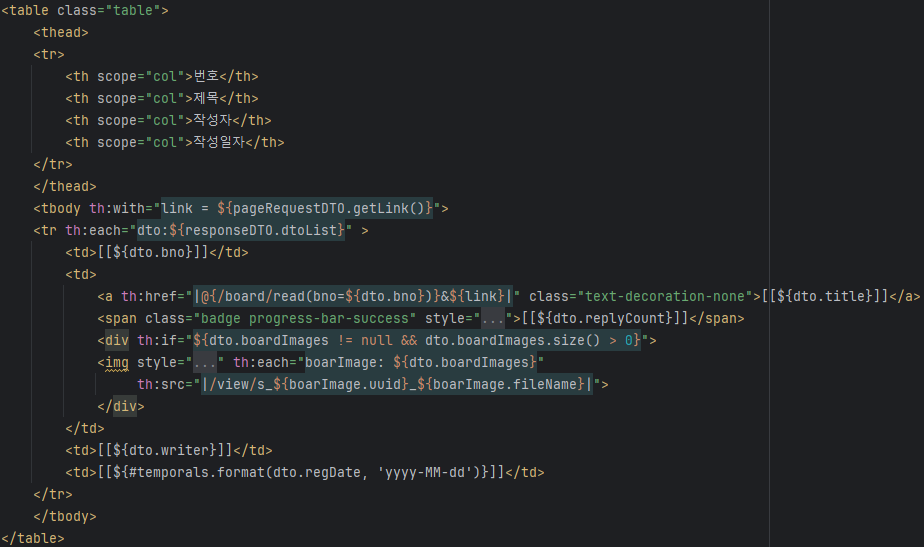 <table class="table">
    <thead>
    <tr>
        <th scope="col">번호</th>
        <th scope="col">제목</th>
        <th scope="col">작성자</th>
        <th scope="col">작성일자</th>
    </tr>
    </thead>
    <tbody th:with="link = ${pageRequestDTO.getLink()}">
    <tr th:each="dto:${responseDTO.dtoList}" >
        <td>[[${dto.bno}]]</td>
        <td>
            <a th:href="|@{/board/read(bno=${dto.bno})}&${link}|" class="text-decoration-none">[[${dto.title}]]</a>
            <span class="badge progress-bar-success" style="...">[[${dto.replyCount}]]</span>
            <div th:if="${dto.boardImages != null && dto.boardImages.size() > 0}">
            <img style="..." th:each="boarImage: ${dto.boardImages}"
                 th:src="|/view/s_${boarImage.uuid}_${boarImage.fileName}|">
            </div>
        </td>
        <td>[[${dto.writer}]]</td>
        <td>[[${#temporals.format(dto.regDate, 'yyyy-MM-dd')}]]</td>
    </tr>
    </tbody>
</table>